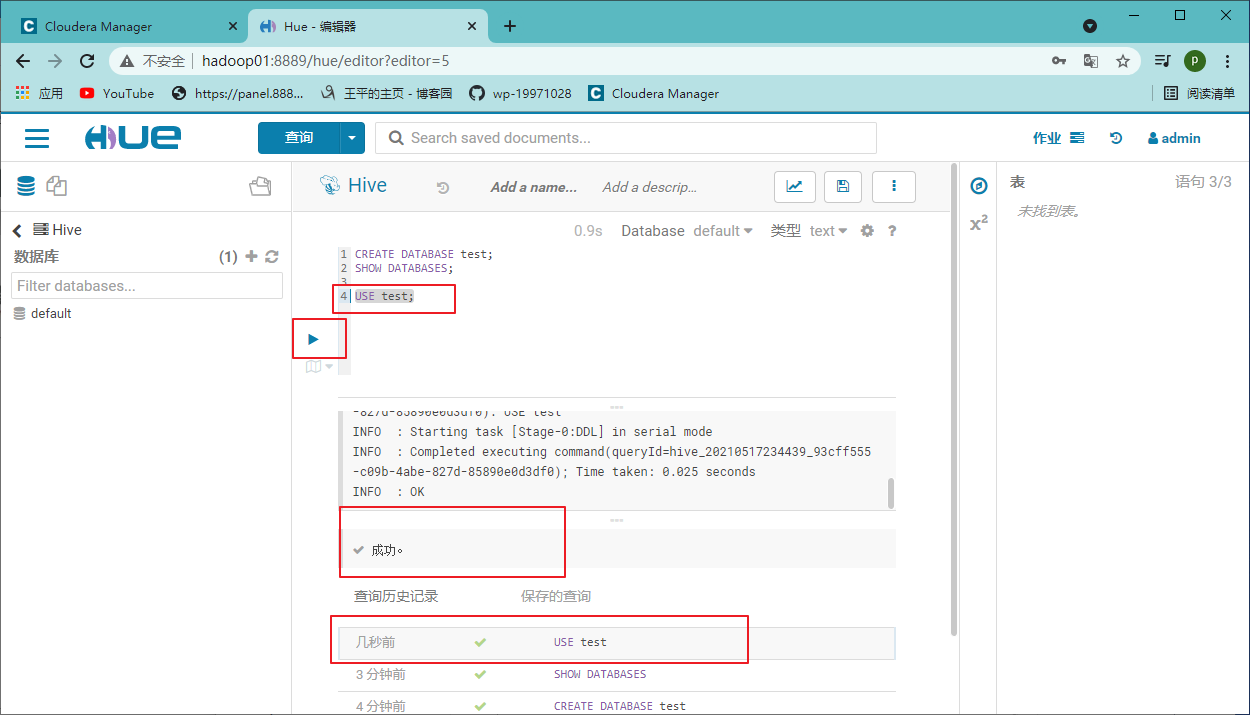 Cloudera Manager
Hue - 编辑器
不安全 hadoop01:8889/hue/editor?editor=5
P
应用 YouTube https://panel.888... 王平的主页 - 博客园 wp-19971028 Cloudera Manager 阅读清单
HUE 查询 Search saved documents... 作业 admin
Hive Add a name... Add a descrip... 表 语句 3/3
未找到表。
Hive
0.9s Database default 类型 text ?
x²
数据库 (1)
Filter databases...
default
1 CREATE DATABASE test;
2 SHOW DATABASES;
3
4 USE test;
-827d-85890e0d3df0): USE test
INFO : Starting task [Stage-0:DDL] in serial mode
INFO : Completed executing command(queryId=hive_20210517234439_93cff555
-c09b-4abe-827d-85890e0d3df0); Time taken: 0.025 seconds
INFO : OK
成功。
查询历史记录 保存的查询
几秒前 USE test
3 分钟前 SHOW DATABASES
4 分钟前 CREATE DATABASE test